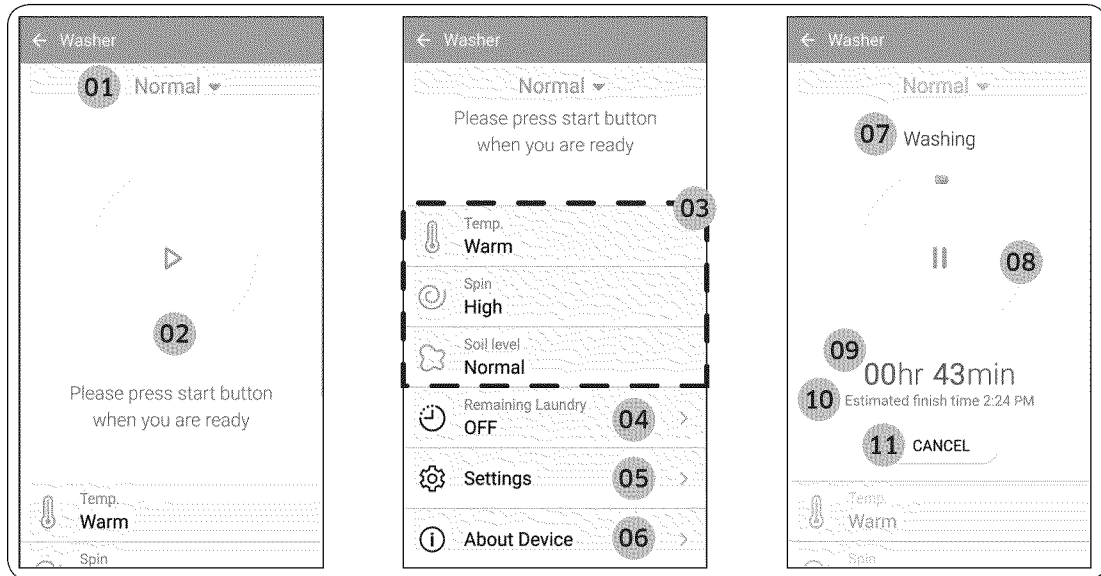 ← Washer
01 Normal
02
Please press start button
when you are ready
Temp.
Warm
Spin
← Washer
Normal
Please press start button
when you are ready
03
Temp.
Warm
Spin
High
Soil level
Normal
Remaining Laundry
OFF
04
Settings
05
About Device
06
← Washer
Normal
07 Washing
08
09
00hr 43min
10 Estimated finish time 2:24 PM
11 CANCEL
Temp.
Warm
Spin